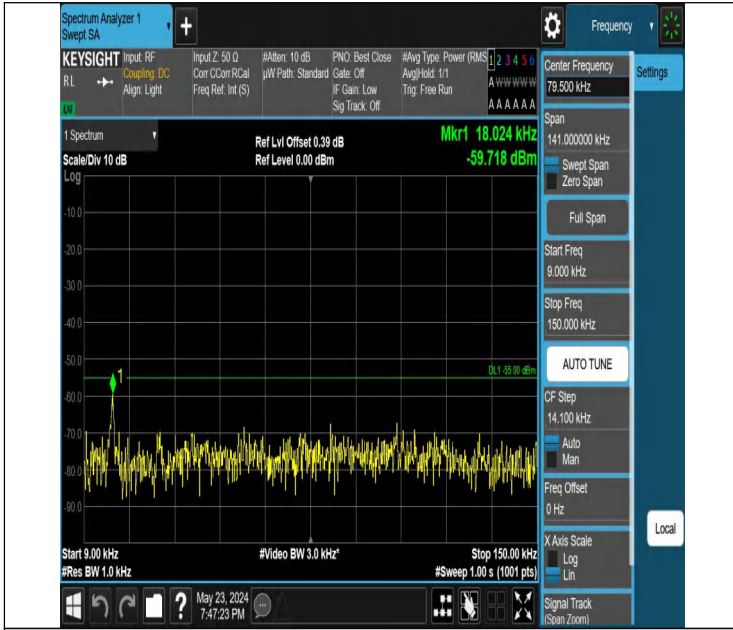 Spectrum Analyzer 1
Swept SA
+
Frequency
KEYSIGHT
RL
LXI
Input: RF
Coupling: DC
Align: Light
Input Z: 50 Ω
Corr CCorr RCal
Freq Ref: Int (S)
#Atten: 10 dB
µW Path: Standard
PNO: Best Close
Gate: Off
IF Gain: Low
Sig Track: Off
#Avg Type: Power (RMS
Avg|Hold: 1/1
Trig: Free Run
1 2 3 4 5 6
A W W W W W
A A A A A A
Center Frequency
79.500 kHz
Settings
Span
141.000000 kHz
Swept Span
Zero Span
Full Span
Start Freq
9.000 kHz
Stop Freq
150.000 kHz
AUTO TUNE
CF Step
14.100 kHz
Auto
Man
Freq Offset
0 Hz
X Axis Scale
Log
Lin
Signal Track
(Span Zoom)
Local
1 Spectrum
Scale/Div 10 dB
Log
Ref Lvl Offset 0.39 dB
Ref Level 0.00 dBm
Mkr1 18.024 kHz
-59.718 dBm
-10.0
-20.0
-30.0
-40.0
-50.0
-60.0
-70.0
-80.0
-90.0
1
DL1 -55.00 dBm
Start 9.00 kHz
#Res BW 1.0 kHz
#Video BW 3.0 kHz*
Stop 150.00 kHz
#Sweep 1.00 s (1001 pts)
?
May 23, 2024
7:47:23 PM